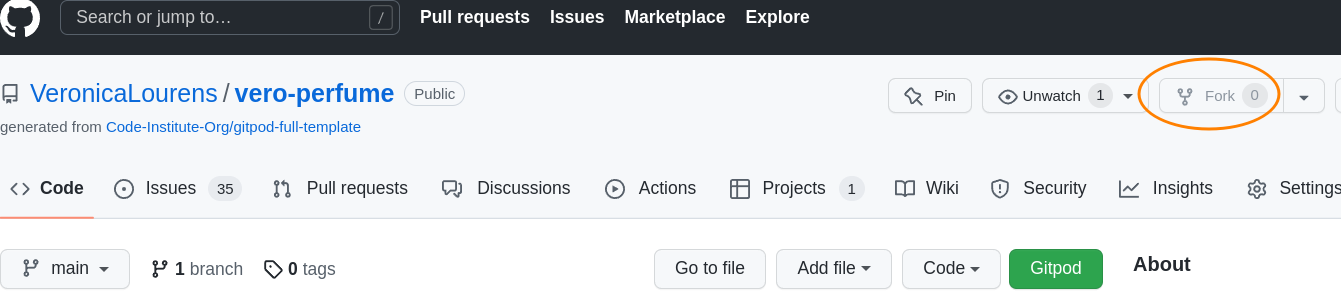 Search or jump to… / Pull requests Issues Marketplace Explore
VeronicaLourens / vero-perfume Public Pin Unwatch 1 Fork 0
generated from Code-Institute-Org/gitpod-full-template
Code Issues 35 Pull requests Discussions Actions Projects 1 Wiki Security Insights Settings
main 1 branch 0 tags Go to file Add file Code Gitpod About